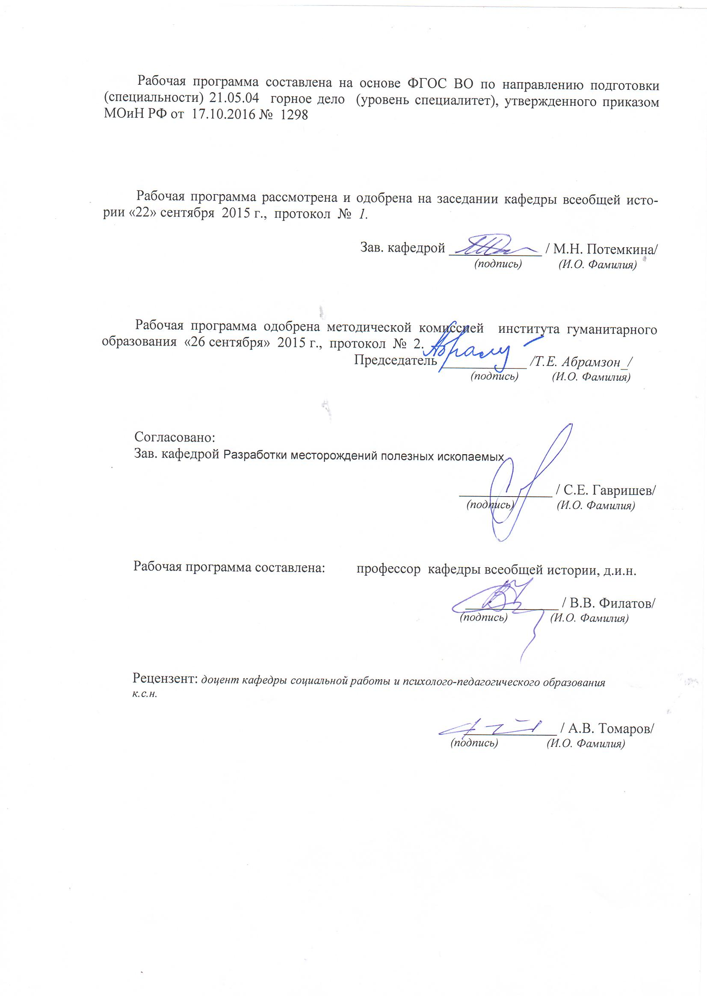 Рабочая программа составлена на основе ФГОС ВО по направлению подготовки
(специальности) 21.05.04 горное дело (уровень специалитет), утвержденного приказом
МОиН РФ от 17.10.2016 № 1298
Рабочая программа рассмотрена и одобрена на заседании кафедры всеобщей исто-
рии «22» сентября 2015 г., протокол № 1.
Зав. кафедрой ____________ / М.Н. Потемкина/
(подпись) (И.О. Фамилия)
Рабочая программа одобрена методической комиссией института гуманитарного
образования «26 сентября» 2015 г., протокол № 2.
Председатель ____________ /Т.Е. Абрамзон_/
(подпись) (И.О. Фамилия)
Согласовано:
Зав. кафедрой Разработки месторождений полезных ископаемых
____________ / С.Е. Гавришев/
(подпись) (И.О. Фамилия)
Рабочая программа составлена: профессор кафедры всеобщей истории, д.и.н.
____________ / В.В. Филатов/
(подпись) (И.О. Фамилия)
Рецензент: доцент кафедры социальной работы и психолого-педагогического образования
к.с.н.
____________ / А.В. Томаров/
(подпись) (И.О. Фамилия)